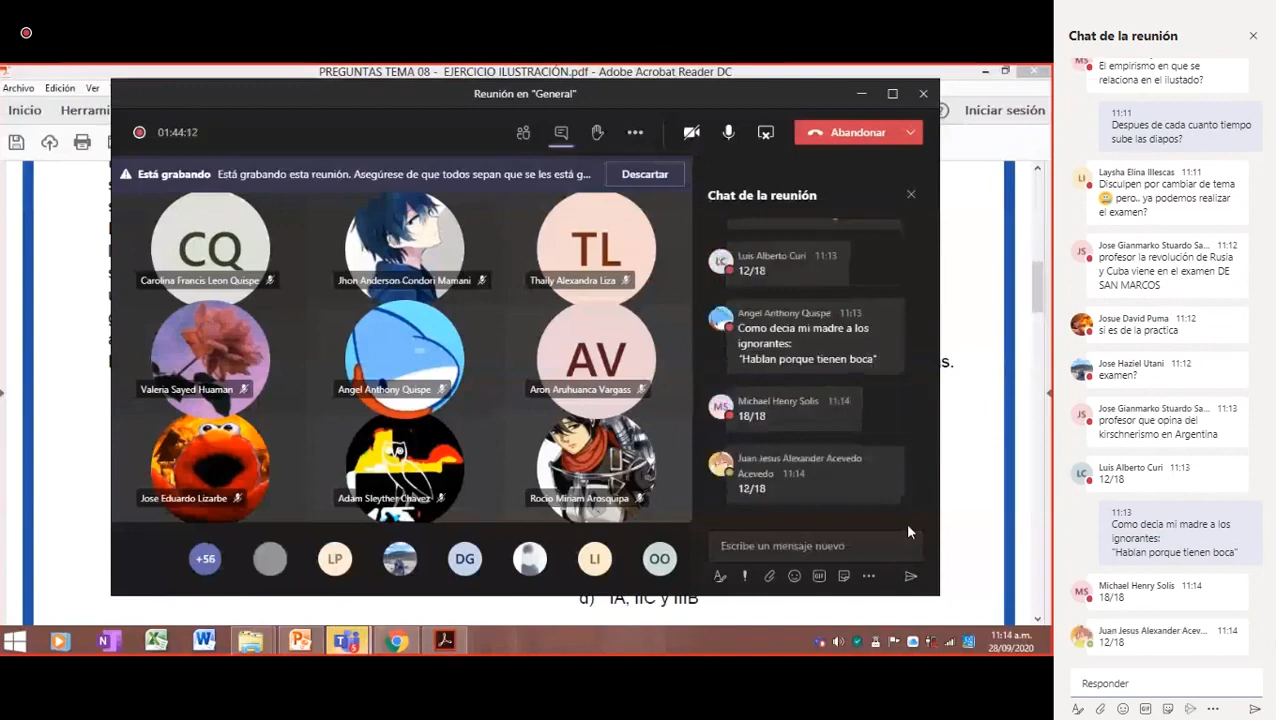 PREGUNTAS TEMA 08 - EJERCICIO ILUSTRACIÓN.pdf - Adobe Acrobat Reader DC
Archivo Edición Ver
Inicio Herrami
Iniciar sesión
Reunión en "General"
01:44:12
Abandonar
Está grabando Está grabando esta reunión. Asegúrese de que todos sepan que se les está g...
Descartar
CQ
Carolina Francis Leon Quispe
Jhon Anderson Condori Mamani
TL
Thaily Alexandra Liza
Valeria Sayed Huaman
Angel Anthony Quispe
AV
Aron Aruhuanca Vargass
Jose Eduardo Lizarbe
Adam Sleyther Chavez
Rocio Miriam Arosquipa
+56
LP
DG
LI
OO
Chat de la reunión
LC
Luis Alberto Curi 11:13
12/18
Angel Anthony Quispe 11:13
Como decia mi madre a los
ignorantes:
"Hablan porque tienen boca"
MS
Michael Henry Solis 11:14
18/18
Juan Jesus Alexander Acevedo
Acevedo 11:14
12/18
Escribe un mensaje nuevo
GIF
s.
d) IA, IIC y IIIB
11:14 a.m.
28/09/2020
Chat de la reunión
MS
El empirismo en que se
relaciona en el ilustado?
11:11
Despues de cada cuanto tiempo
sube las diapos?
LI
Laysha Elina Illescas 11:11
Disculpen por cambiar de tema
😬 pero.. ya podemos realizar
el examen?
JS
Jose Gianmarko Stuardo Sa... 11:12
profesor la revolución de Rusia
y Cuba viene en el examen DE
SAN MARCOS
Josue David Puma 11:12
si es de la practica
Jose Haziel Utani 11:12
examen?
JS
Jose Gianmarko Stuardo Sa... 11:13
profesor que opina del
kirschnerismo en Argentina
LC
Luis Alberto Curi 11:13
12/18
11:13
Como decia mi madre a los
ignorantes:
"Hablan porque tienen boca"
MS
Michael Henry Solis 11:14
18/18
Juan Jesus Alexander Acev... 11:14
12/18
Responder
GIF